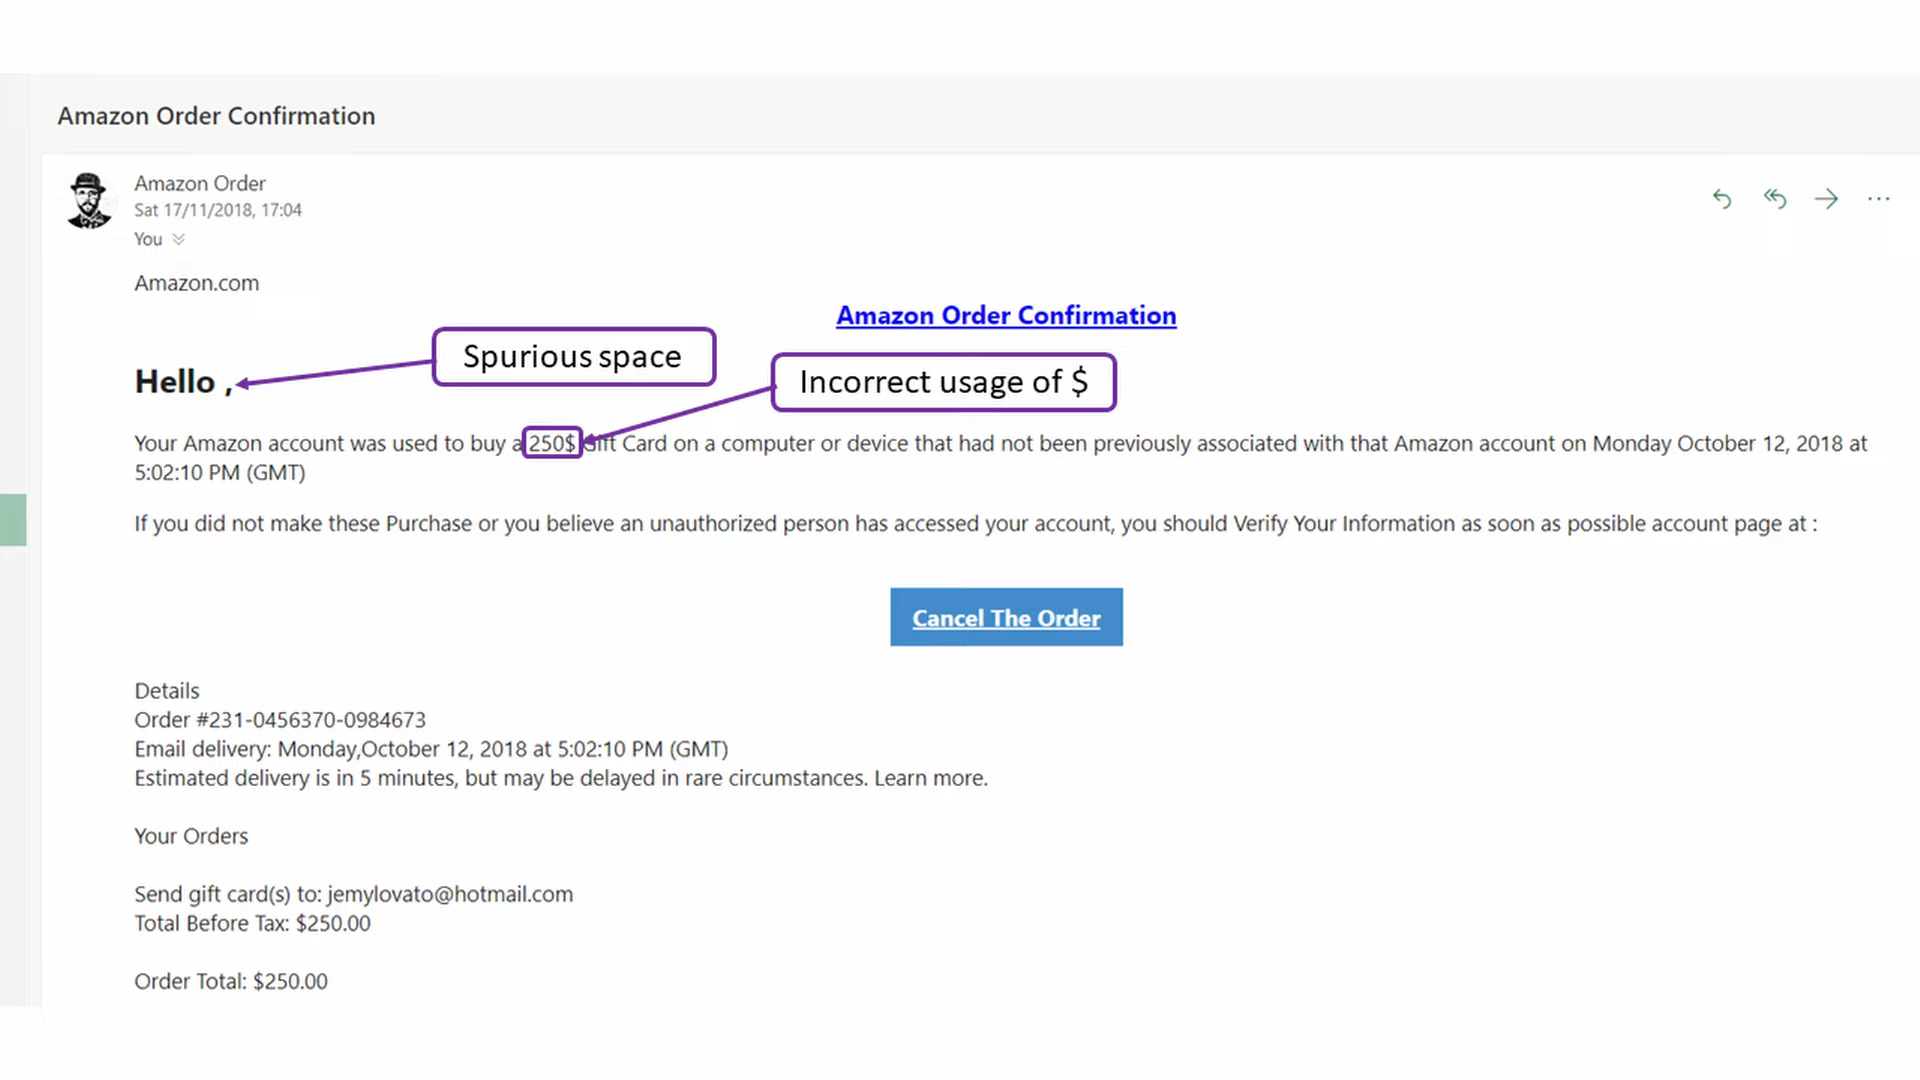 Amazon Order Confirmation
Amazon Order
Sat 17/11/2018, 17:04
You
Amazon.com
Amazon Order Confirmation
Spurious space
Incorrect usage of $
Hello ,
Your Amazon account was used to buy a 250$ Gift Card on a computer or device that had not been previously associated with that Amazon account on Monday October 12, 2018 at
5:02:10 PM (GMT)
If you did not make these Purchase or you believe an unauthorized person has accessed your account, you should Verify Your Information as soon as possible account page at :
Cancel The Order
Details
Order #231-0456370-0984673
Email delivery: Monday,October 12, 2018 at 5:02:10 PM (GMT)
Estimated delivery is in 5 minutes, but may be delayed in rare circumstances. Learn more.
Your Orders
Send gift card(s) to: jemylovato@hotmail.com
Total Before Tax: $250.00
Order Total: $250.00